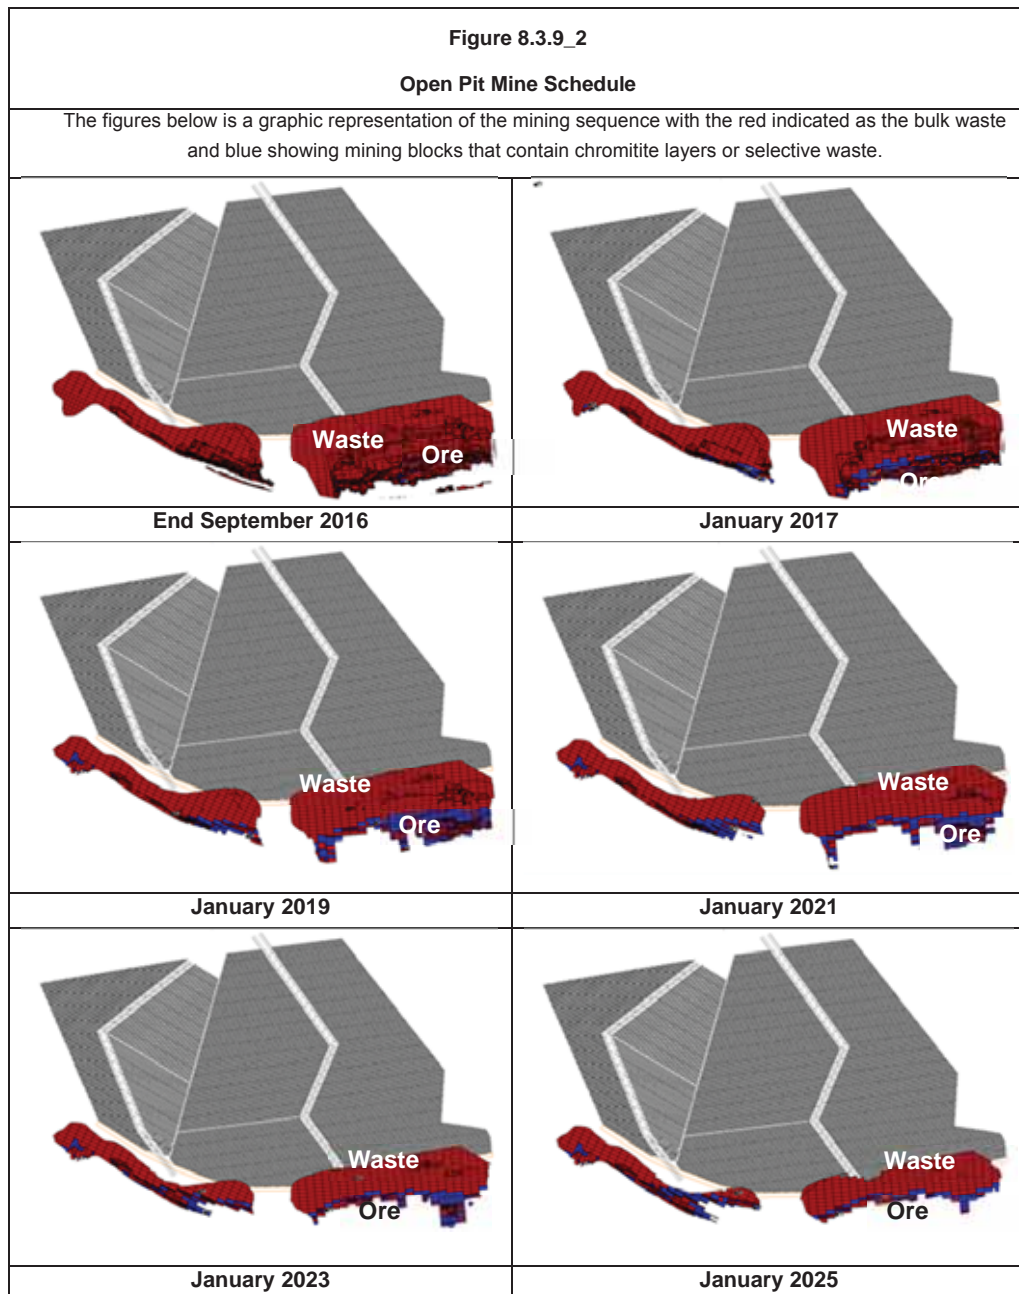 Figure 8.3.9_2
Open Pit Mine Schedule
The figures below is a graphic representation of the mining sequence with the red indicated as the bulk waste
and blue showing mining blocks that contain chromitite layers or selective waste.
Waste
Ore
Waste
Ore
End September 2016
January 2017
Waste
Ore
Waste
Ore
January 2019
January 2021
Waste
Ore
Waste
Ore
January 2023
January 2025